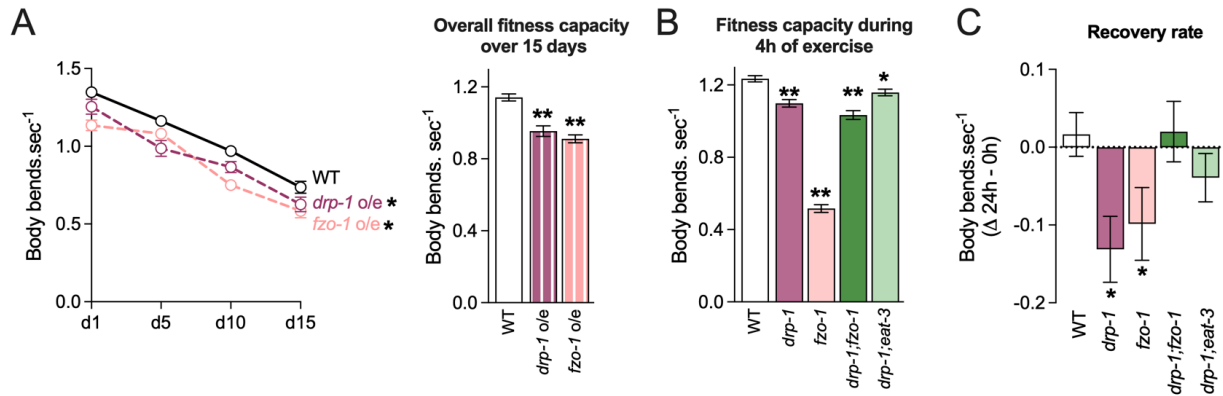 A
Body bends.sec-1
1.5
1.0
0.5
0.0
d1
d5
d10
d15
WT
drp-1 o/e *
fzo-1 o/e *
Overall fitness capacity
over 15 days
Body bends.sec-1
1.2
0.8
0.4
0.0
**
**
WT
drp-1 o/e
fzo-1 o/e
B
Fitness capacity during
4h of exercise
Body bends.sec-1
1.2
0.8
0.4
0.0
**
**
**
*
WT
drp-1
fzo-1
drp-1;fzo-1
drp-1;eat-3
C
Recovery rate
Body bends.sec-1
(Δ 24h - 0h)
0.1
0.0
-0.1
-0.2
*
*
WT
drp-1
fzo-1
drp-1;fzo-1
drp-1;eat-3